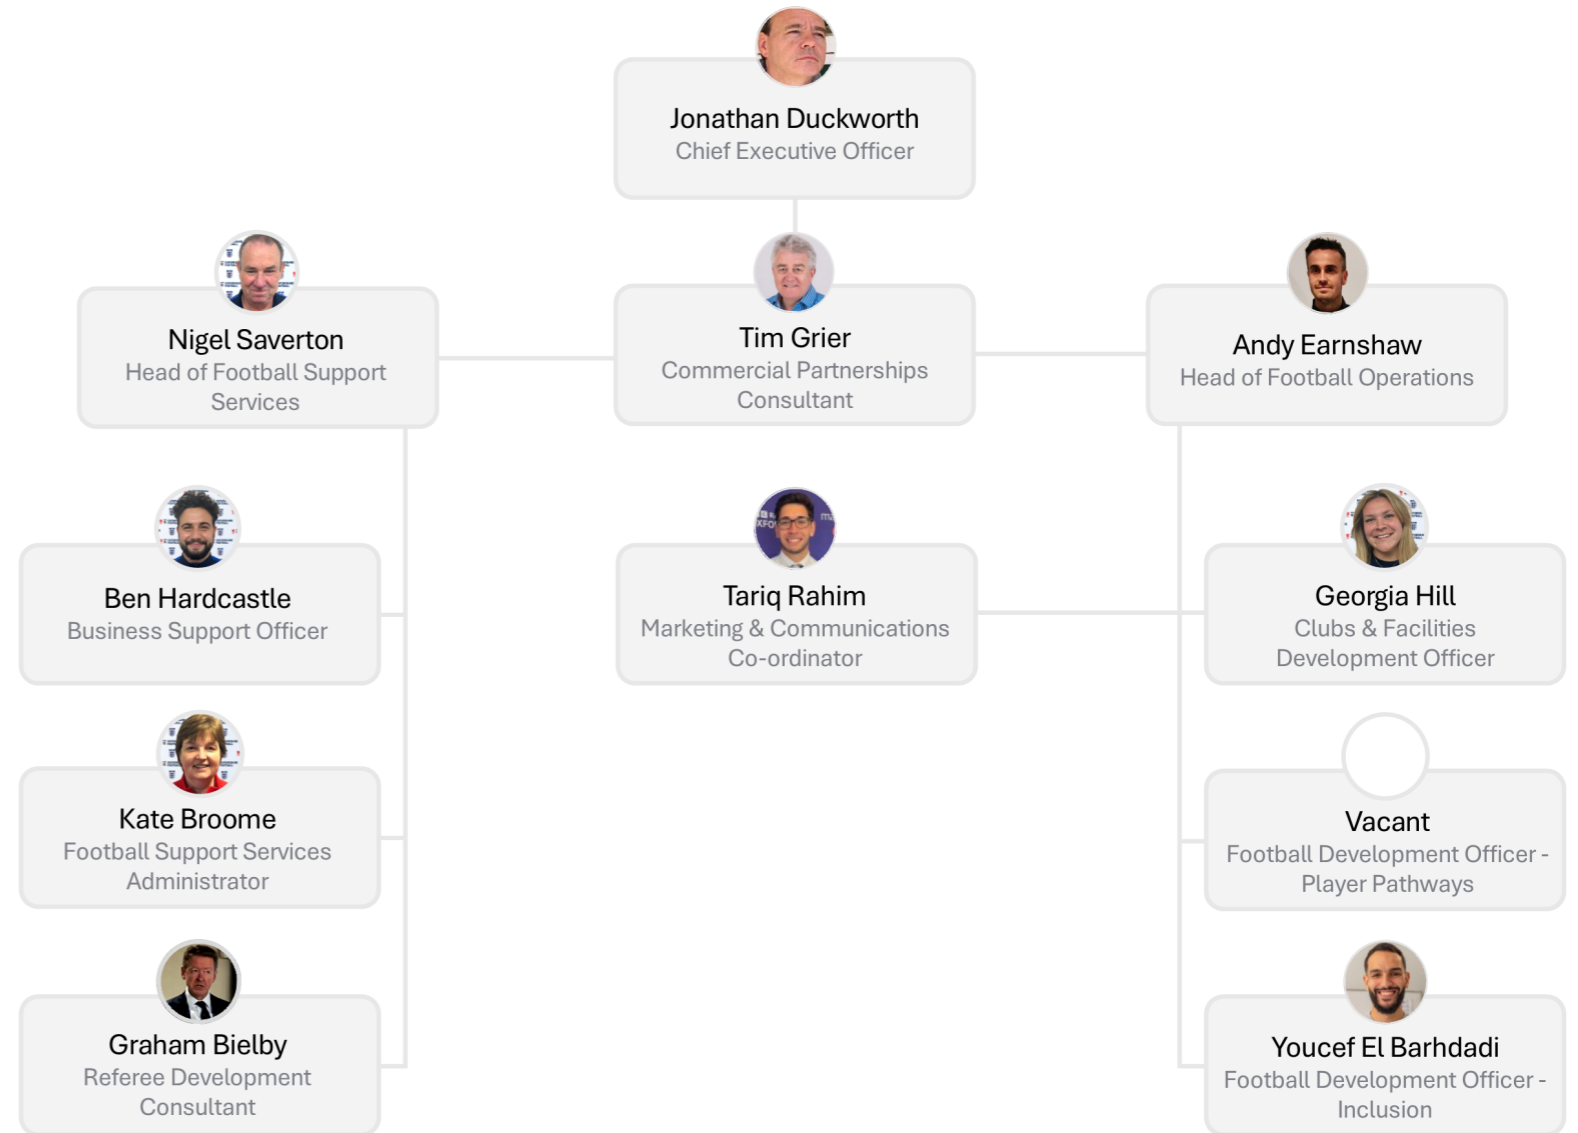 Jonathan Duckworth
Chief Executive Officer
Nigel Saverton
Head of Football Support
Services
Tim Grier
Commercial Partnerships
Consultant
Andy Earnshaw
Head of Football Operations
Ben Hardcastle
Business Support Officer
Tariq Rahim
Marketing & Communications
Co-ordinator
Georgia Hill
Clubs & Facilities
Development Officer
Kate Broome
Football Support Services
Administrator
Vacant
Football Development Officer -
Player Pathways
Graham Bielby
Referee Development
Consultant
Youcef El Barhdadi
Football Development Officer -
Inclusion